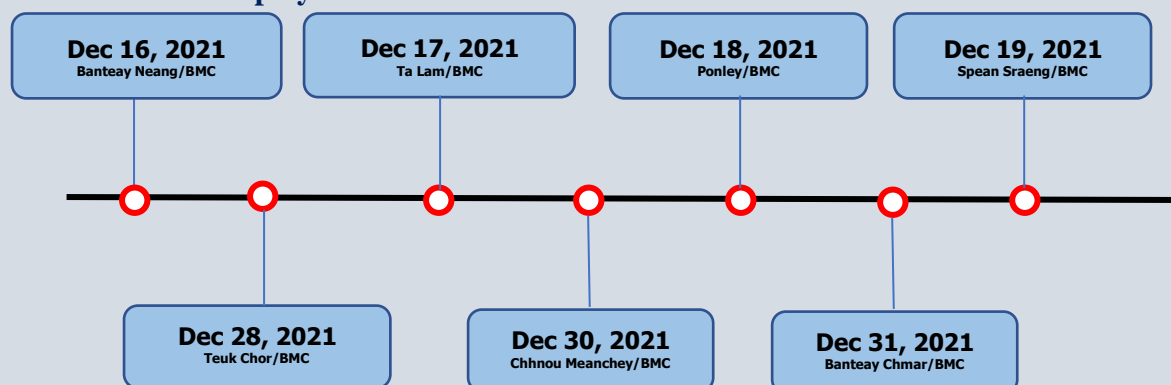 Dec 16, 2021
Banteay Neang/BMC
Dec 17, 2021
Ta Lam/BMC
Dec 18, 2021
Ponley/BMC
Dec 19, 2021
Spean Sraeng/BMC
Dec 28, 2021
Teuk Chor/BMC
Dec 30, 2021
Chhnou Meanchey/BMC
Dec 31, 2021
Banteay Chmar/BMC